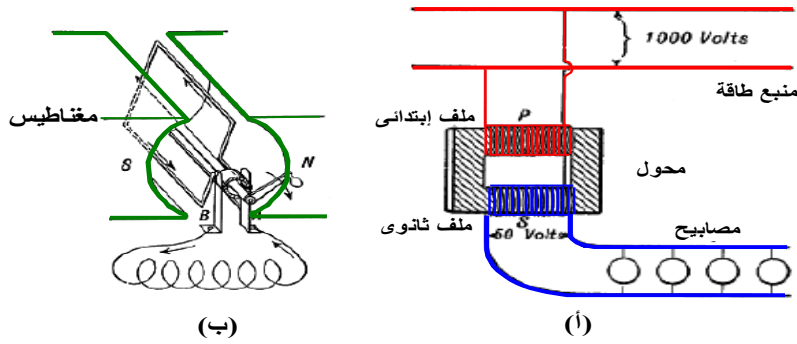 1000 Volts
منبع طاقة
ملف إبتدائى
P
محول
S
50 Volts
ملف ثانوى
مصابيح
(أ)
مغناطيس
S
N
B
(ب)